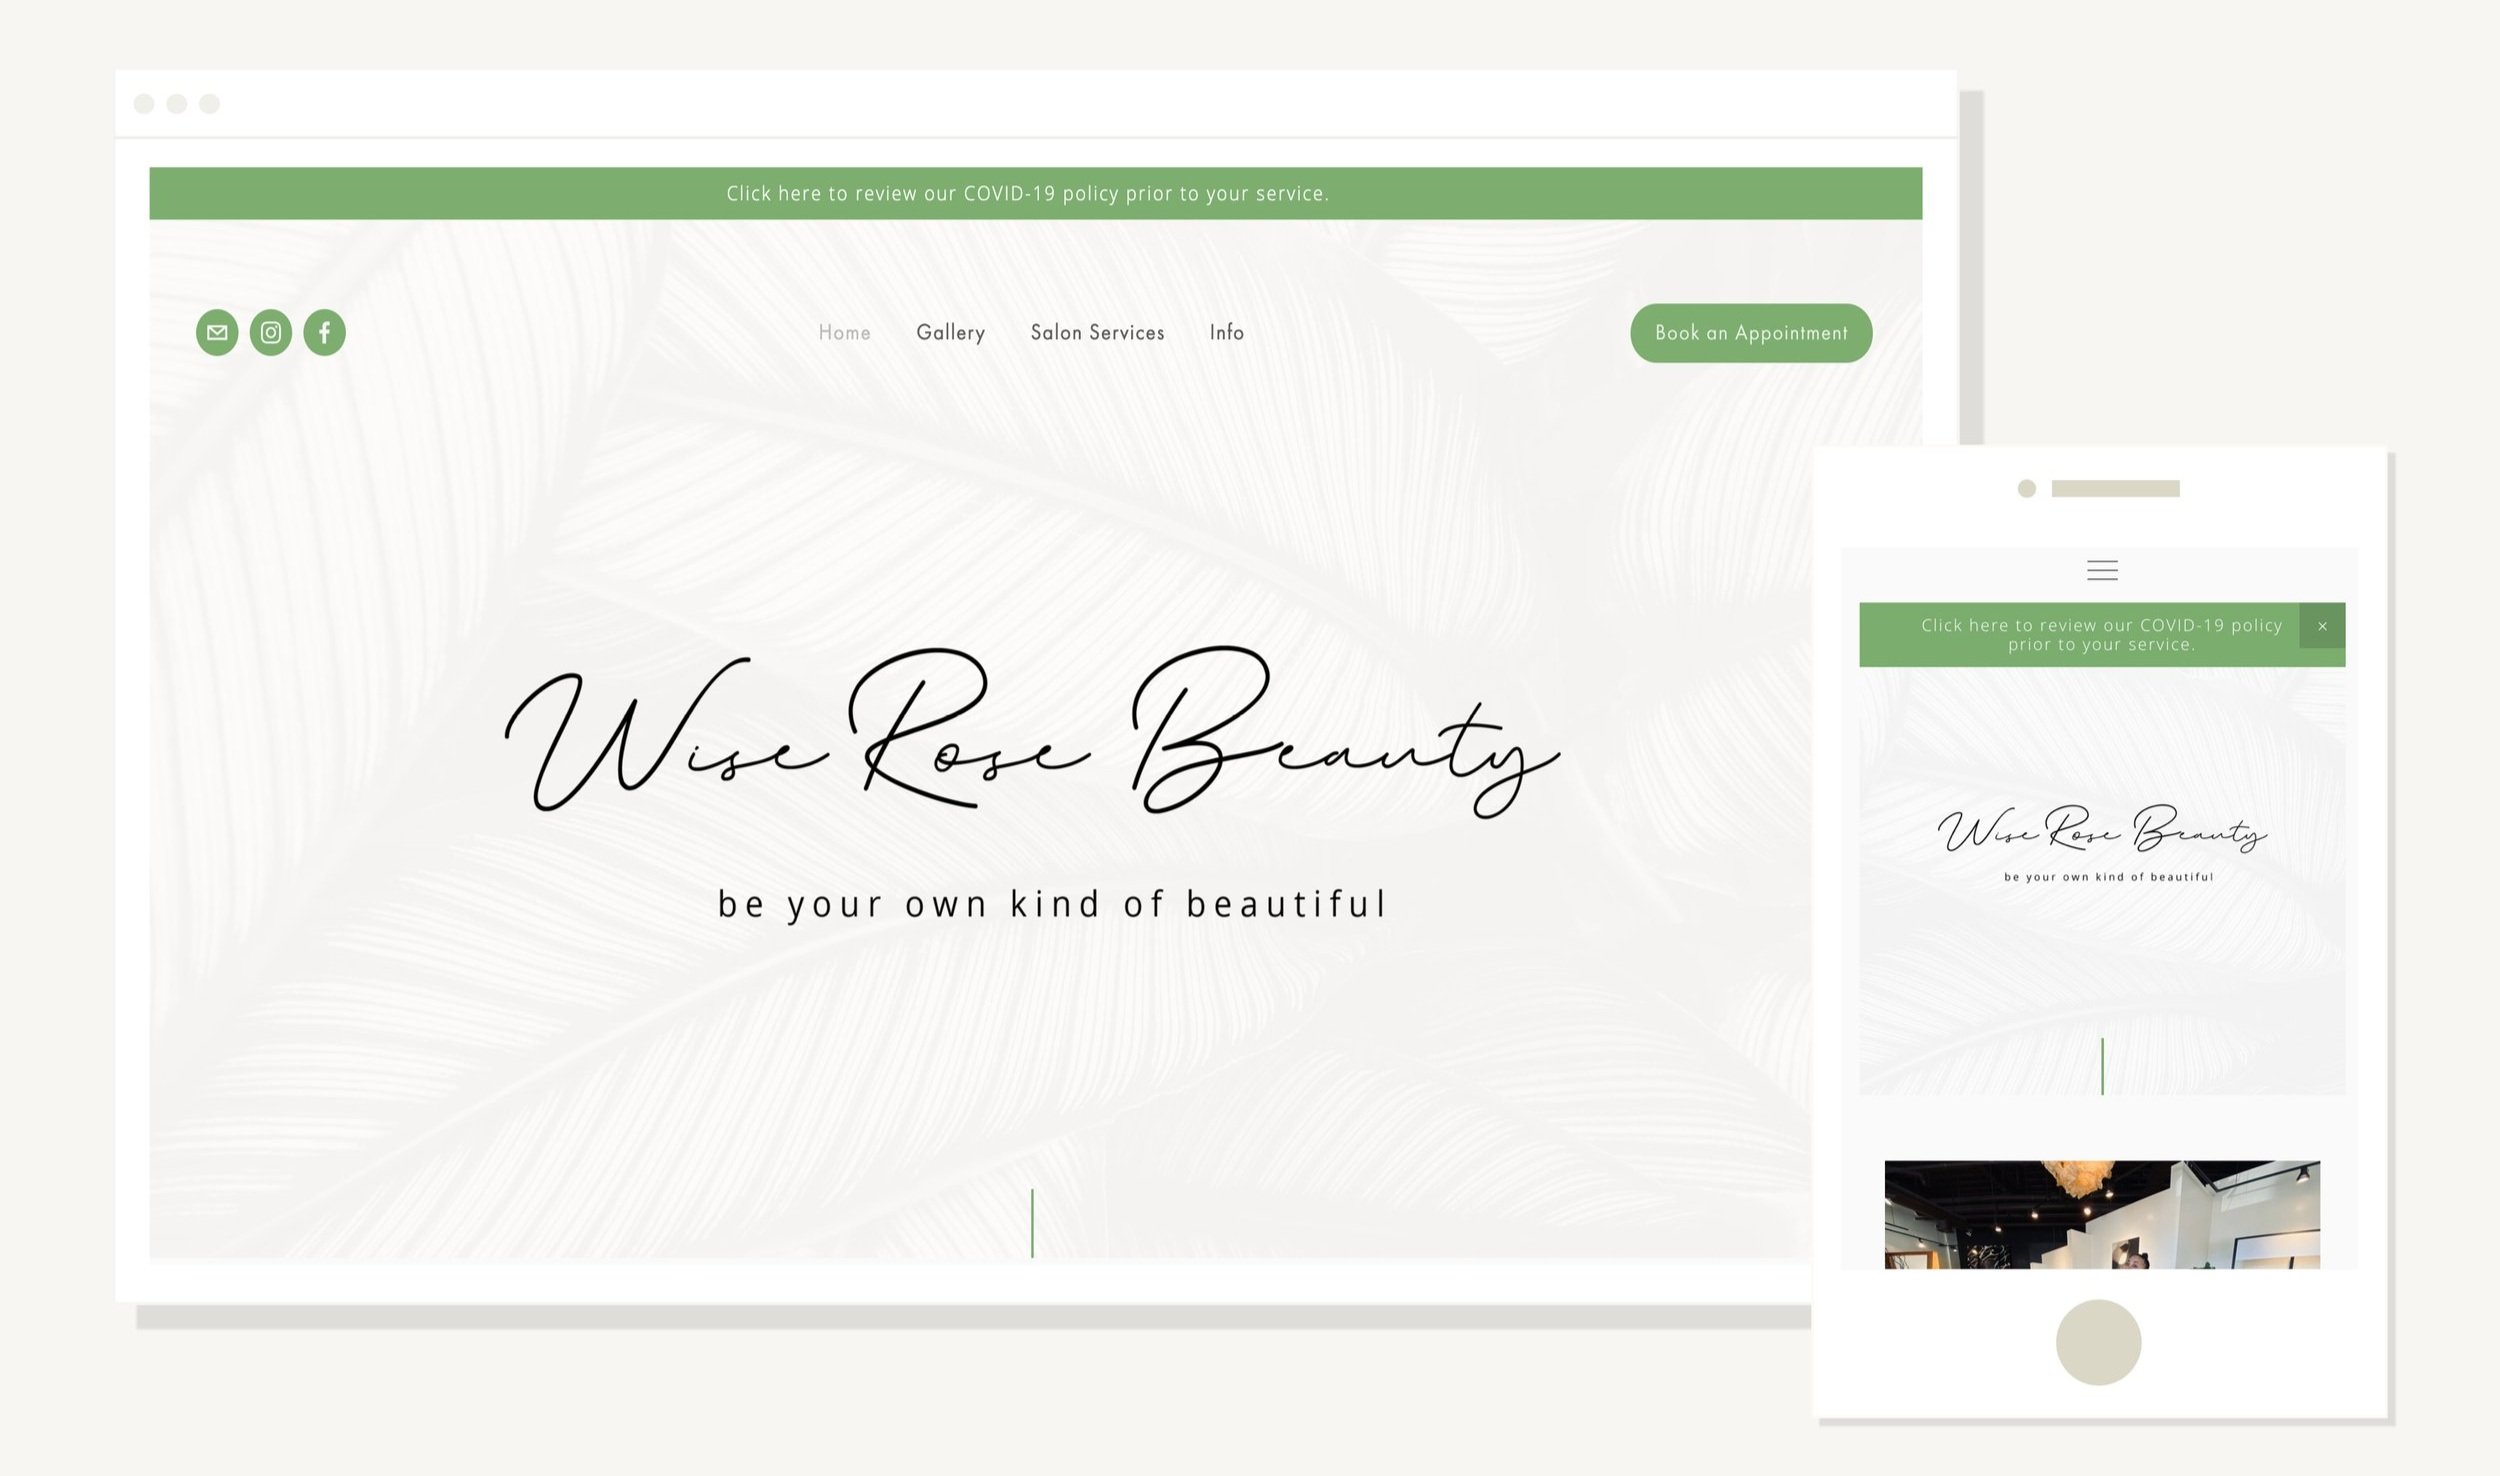 Click here to review our COVID-19 policy prior to your service.
Home Gallery Salon Services Info
Book an Appointment
Wise Rose Beauty
be your own kind of beautiful
Click here to review our COVID-19 policy
prior to your service.
×
Wise Rose Beauty
be your own kind of beautiful